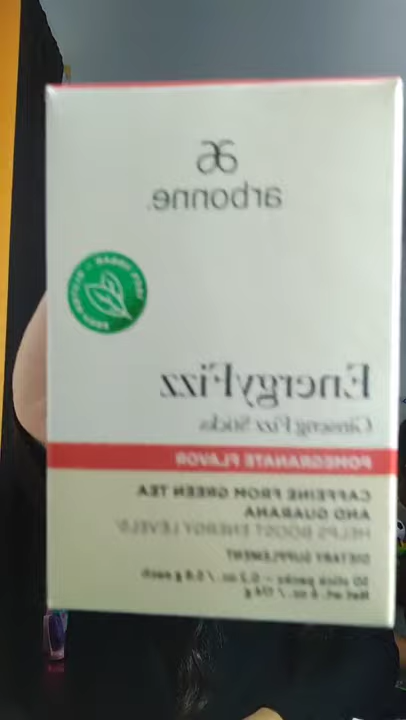 arbonne.
EnergyFizz
Ginseng Fizz Sticks
POMEGRANATE FLAVOR
CAFFEINE FROM GREEN TEA
AND GUARANA
HELPS BOOST ENERGY LEVELS
DIETARY SUPPLEMENT
30 stick packs – 0.2 oz. / 5.8 g each
Net wt. 6 oz. / 174 g